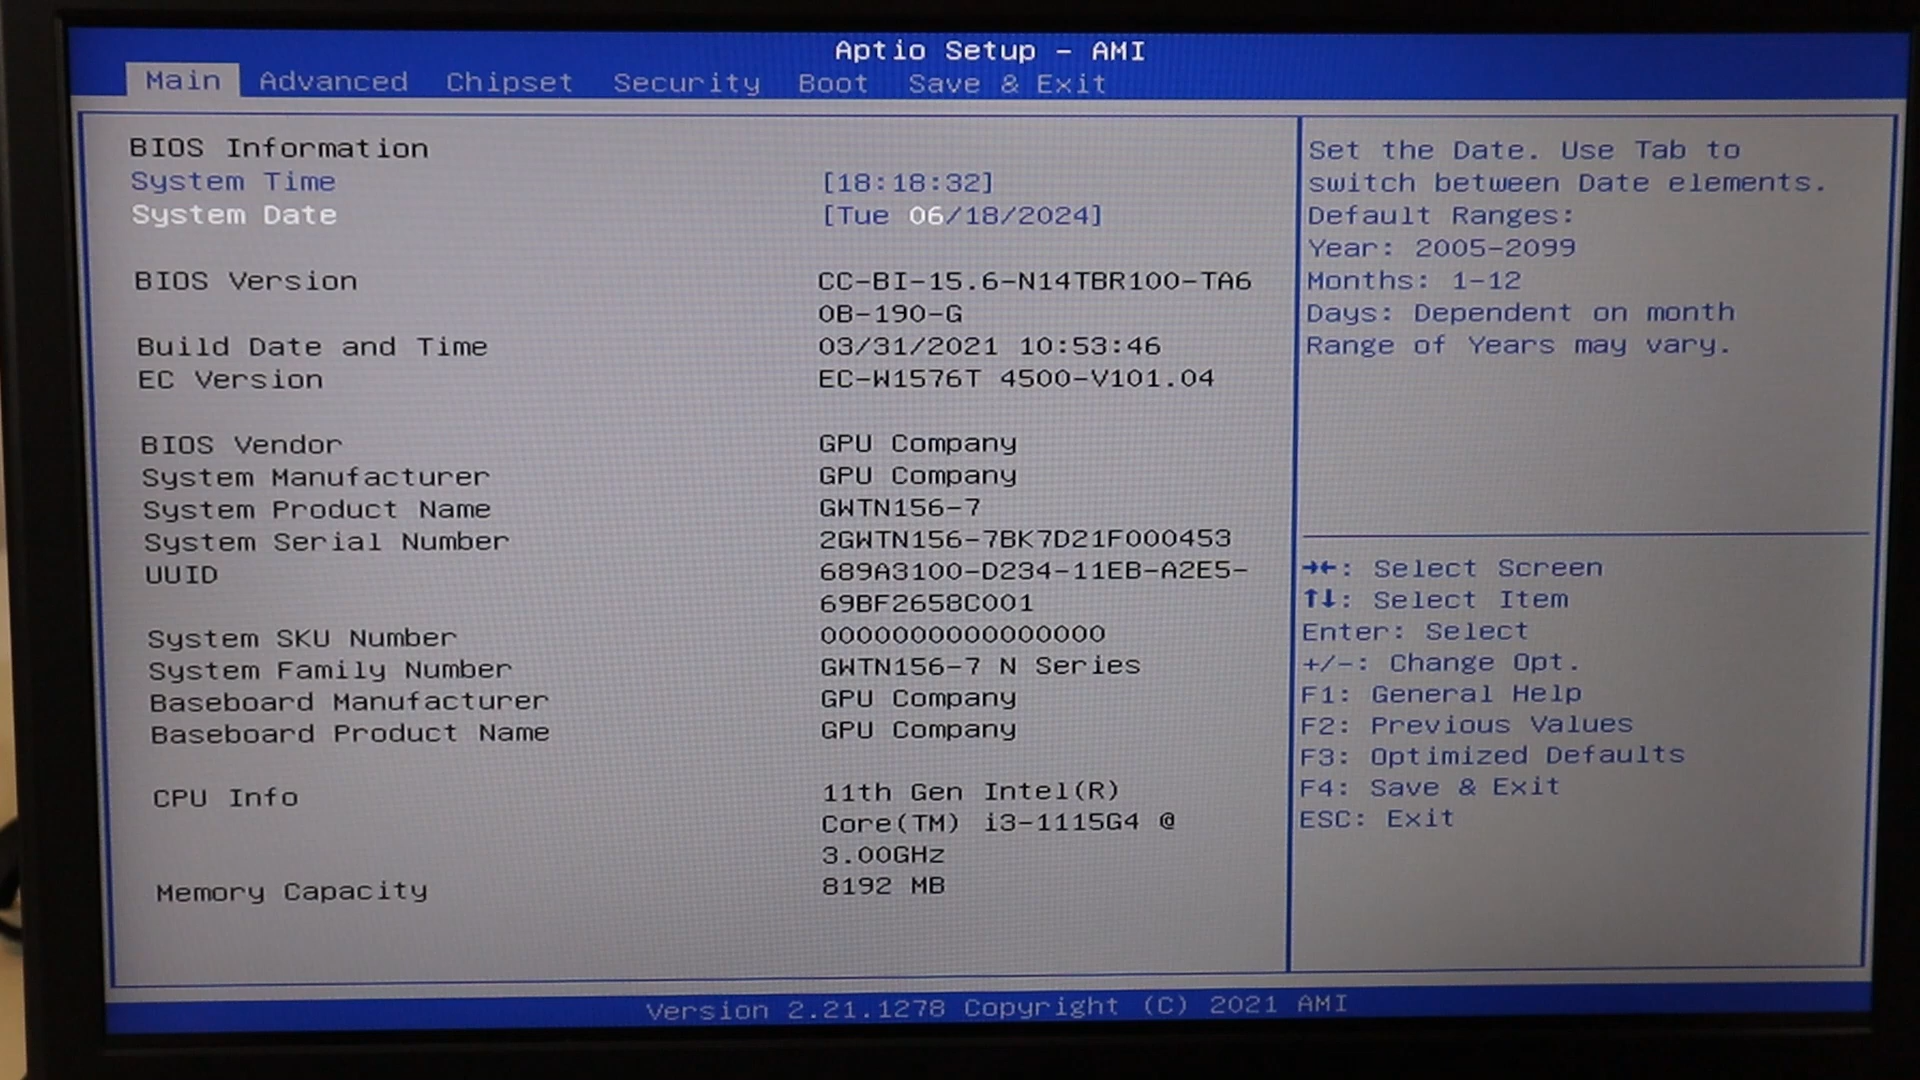 Aptio Setup - AMI
Main Advanced Chipset Security Boot Save & Exit
BIOS Information
System Time [18:18:32]
System Date [Tue 06/18/2024]
BIOS Version CC-BI-15.6-N14TBR100-TA6
0B-190-G
Build Date and Time 03/31/2021 10:53:46
EC Version EC-W1576T 4500-V101.04
BIOS Vendor GPU Company
System Manufacturer GPU Company
System Product Name GWTN156-7
System Serial Number 2GWTN156-7BK7D21F000453
UUID 689A3100-D234-11EB-A2E5-
69BF2658C001
System SKU Number 0000000000000000
System Family Number GWTN156-7 N Series
Baseboard Manufacturer GPU Company
Baseboard Product Name GPU Company
CPU Info 11th Gen Intel(R)
Core(TM) i3-1115G4 @
3.00GHz
Memory Capacity 8192 MB
Set the Date. Use Tab to
switch between Date elements.
Default Ranges:
Year: 2005-2099
Months: 1-12
Days: Dependent on month
Range of Years may vary.
→←: Select Screen
↑↓: Select Item
Enter: Select
+/-: Change Opt.
F1: General Help
F2: Previous Values
F3: Optimized Defaults
F4: Save & Exit
ESC: Exit
Version 2.21.1278 Copyright (C) 2021 AMI